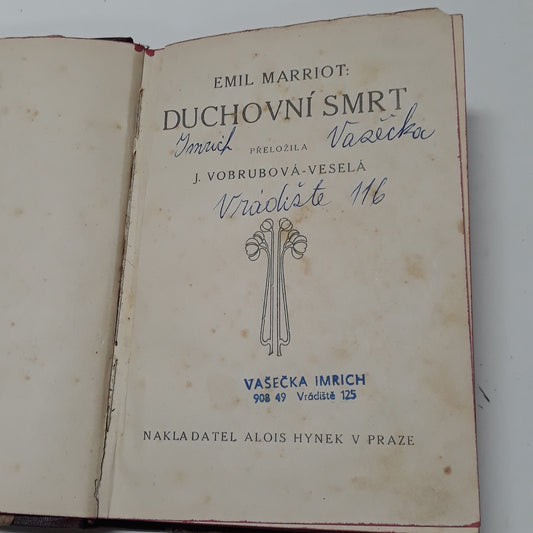 EMIL MARRIOT:
DUCHOVNÍ SMRT
Imrich Vašečka
PŘELOŽILA
J. VOBRUBOVÁ-VESELÁ
Vrádište 116
VAŠEČKA IMRICH
908 49 Vrádiště 125
NAKLADATEL ALOIS HYNEK V PRAZE